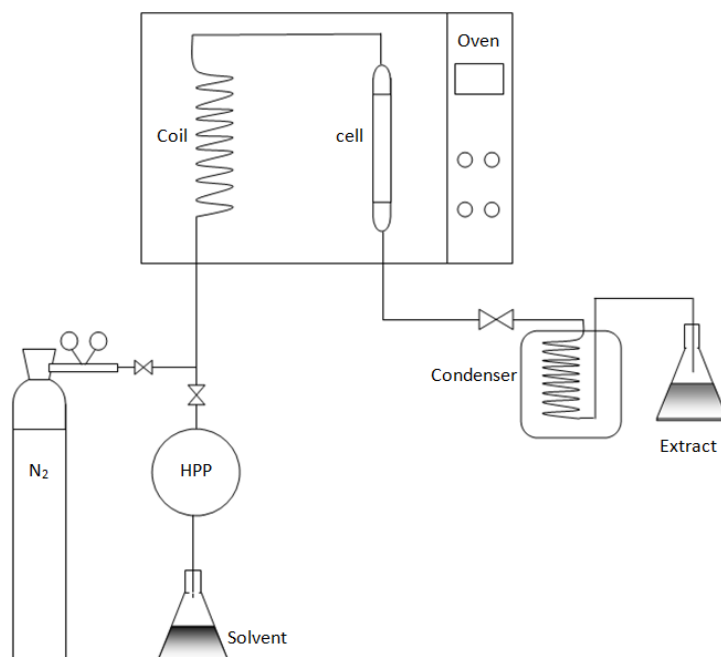 Oven
Coil
cell
Condenser
Extract
N₂
HPP
Solvent